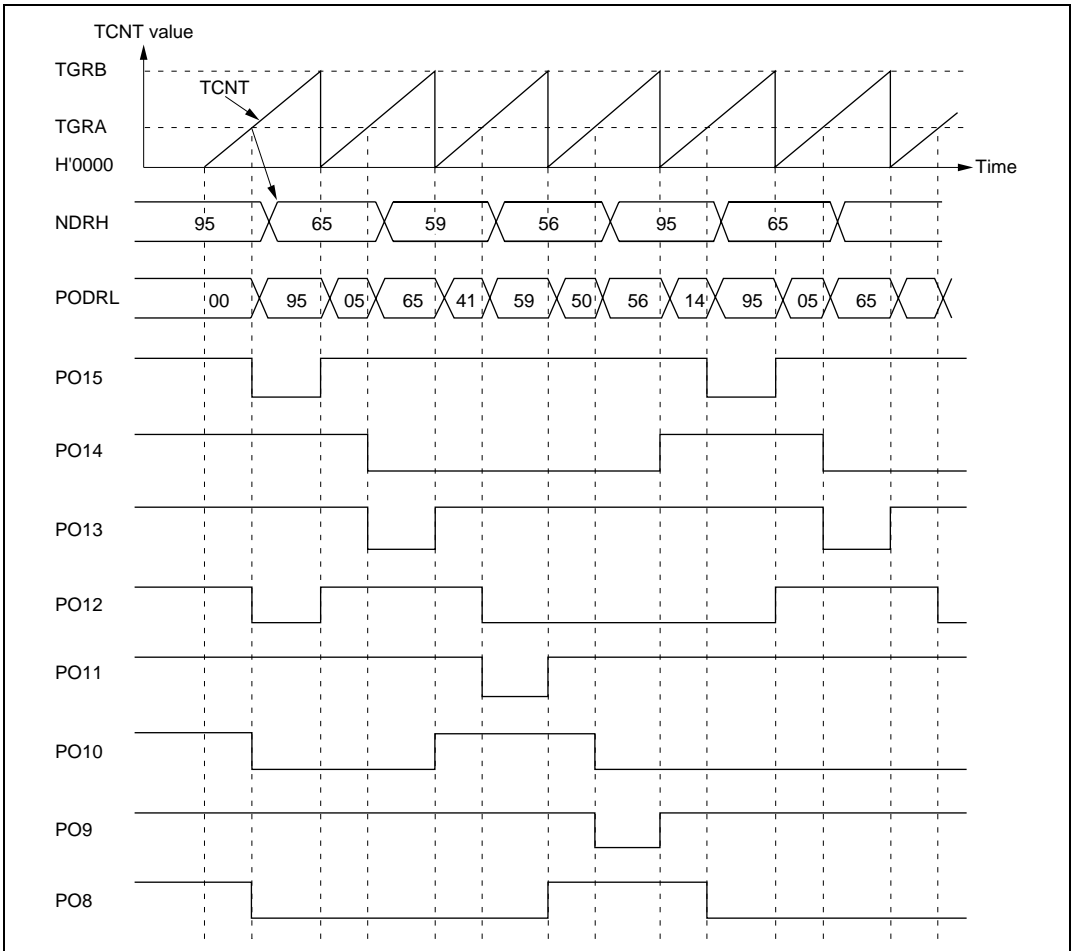 TCNT value
TGRB
TCNT
TGRA
H'0000
Time
NDRH 95 65 59 56 95 65
PODRL 00 95 05 65 41 59 50 56 14 95 05 65
PO15
PO14
PO13
PO12
PO11
PO10
PO9
PO8